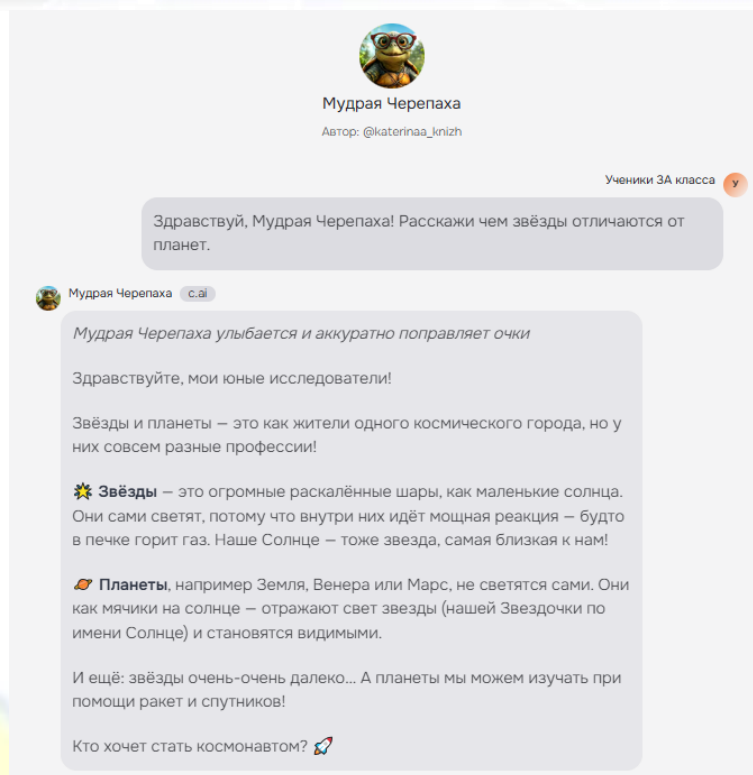 Мудрая Черепаха
Автор: @katerinaa_knizh
Ученики 3А класса
У
Здравствуй, Мудрая Черепаха! Расскажи чем звёзды отличаются от
планет.
Мудрая Черепаха c.ai
Мудрая Черепаха улыбается и аккуратно поправляет очки
Здравствуйте, мои юные исследователи!
Звёзды и планеты — это как жители одного космического города, но у
них совсем разные профессии!
🌟 Звёзды — это огромные раскалённые шары, как маленькие солнца.
Они сами светят, потому что внутри них идёт мощная реакция — будто
в печке горит газ. Наше Солнце — тоже звезда, самая близкая к нам!
🪐 Планеты, например Земля, Венера или Марс, не светятся сами. Они
как мячики на солнце — отражают свет звезды (нашей Звездочки по
имени Солнце) и становятся видимыми.
И ещё: звёзды очень-очень далеко... А планеты мы можем изучать при
помощи ракет и спутников!
Кто хочет стать космонавтом? 🚀